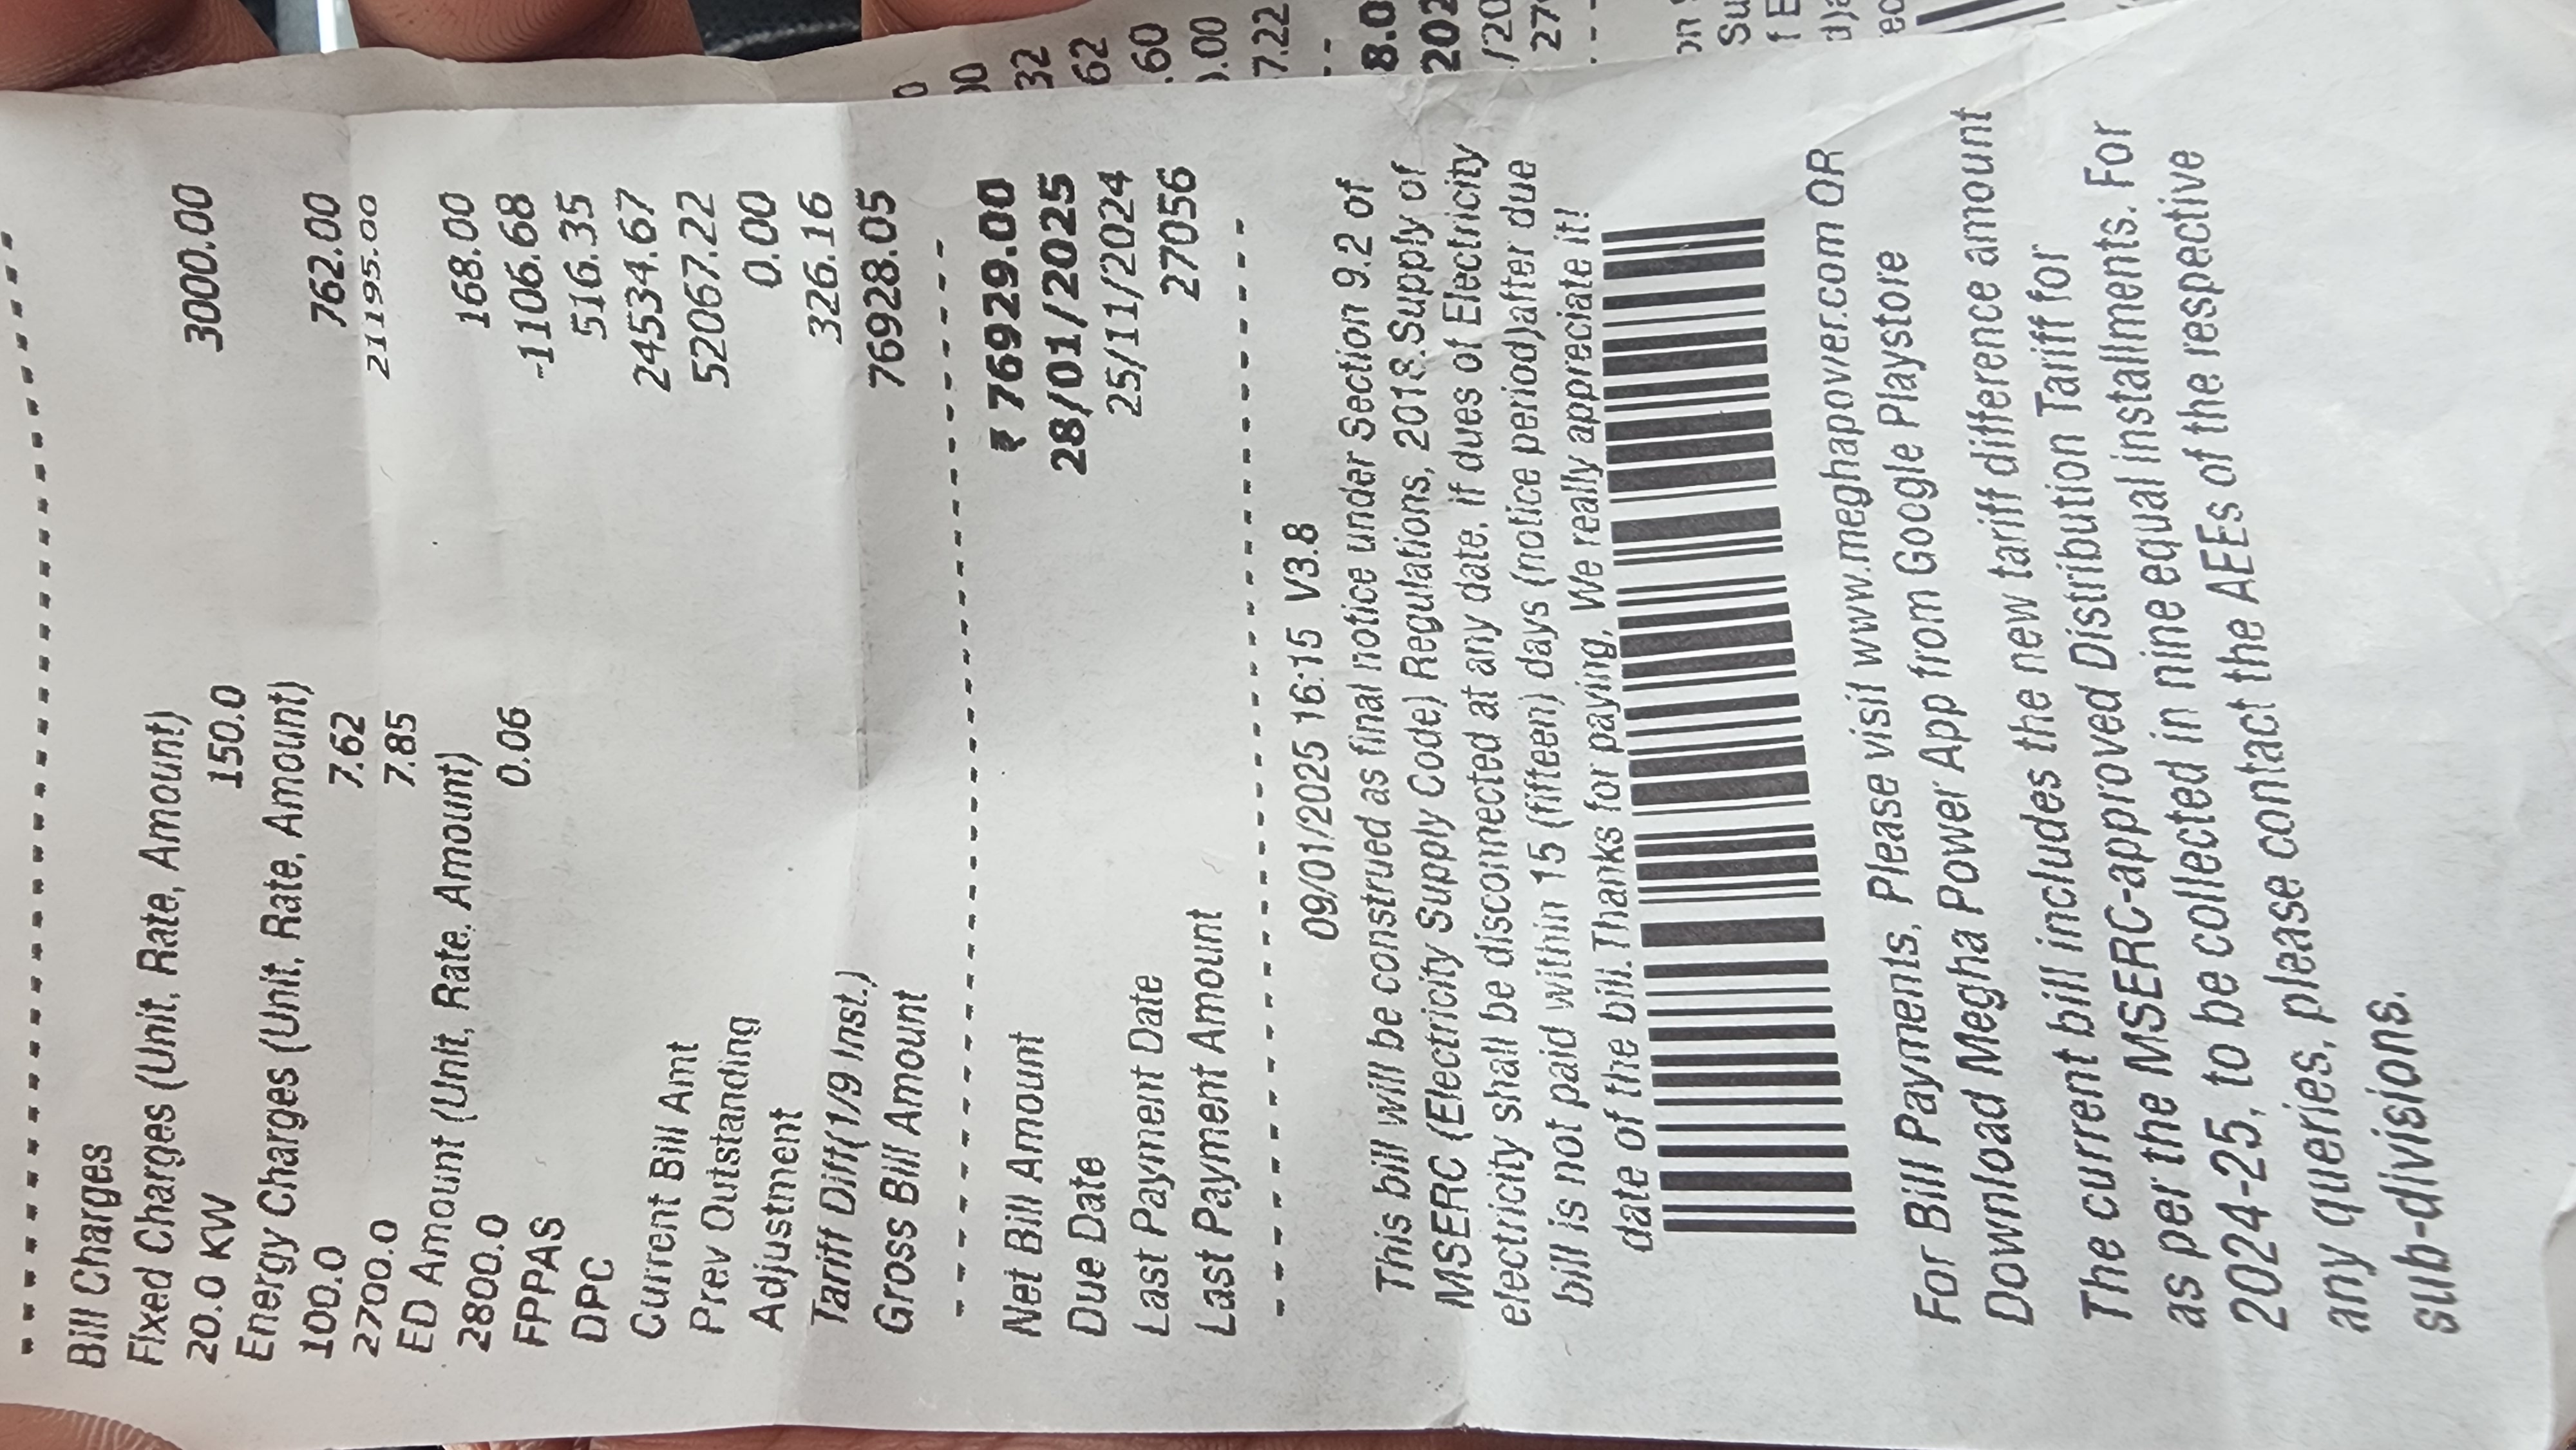 Bill Charges
Fixed Charges (Unit, Rate, Amount)
20.0 KW 150.0 3000.00
Energy Charges (Unit, Rate, Amount)
100.0 7.62 762.00
2700.0 7.85 21195.00
ED Amount (Unit, Rate, Amount)
2800.0 0.06 168.00
FPPAS -1106.68
DPC 516.35
Current Bill Amt 24534.67
Prev Outstanding 52067.22
Adjustment 0.00
Tariff Diff(1/9 Inst.) 326.16
Gross Bill Amount 76928.05
Net Bill Amount ₹ 76929.00
Due Date 28/01/2025
Last Payment Date 25/11/2024
Last Payment Amount 27056
09/01/2025 16:15 V3.8
This bill will be construed as final notice under Section 9.2 of
MSERC (Electricity Supply Code) Regulations, 2018.Supply of
electricity shall be disconnected at any date, if dues of Electricity
bill is not paid within 15 (fifteen) days (notice period)after due
date of the bill.Thanks for paying, We really appreciate it!
For Bill Payments, Please visit www.meghapover.com OR
Download Megha Power App from Google Playstore
The current bill includes the new tariff difference amount
as per the MSERC-approved Distribution Tariff for
2024-25, to be collected in nine equal installments. For
any queries, please contact the AEEs of the respective
sub-divisions.
32
62
.60
7.22
8.0